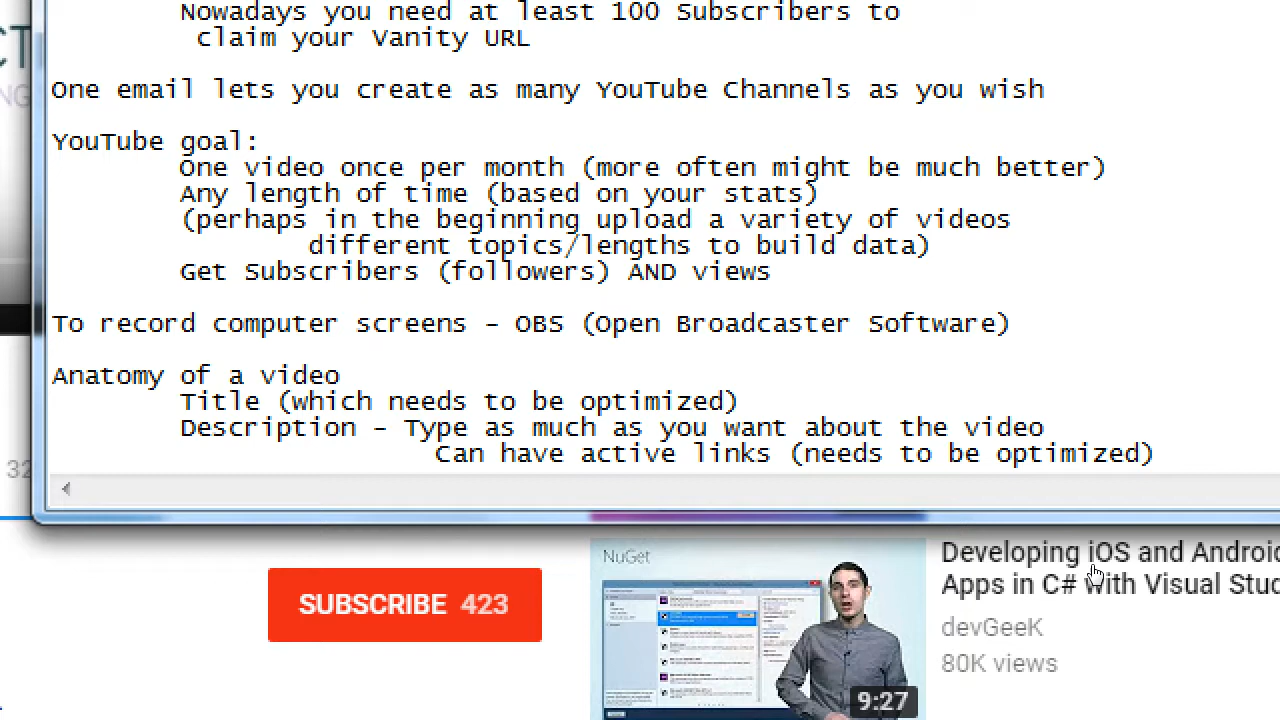 Nowadays you need at least 100 Subscribers to
claim your Vanity URL
One email lets you create as many YouTube Channels as you wish
YouTube goal:
One video once per month (more often might be much better)
Any length of time (based on your stats)
(perhaps in the beginning upload a variety of videos
different topics/lengths to build data)
Get Subscribers (followers) AND views
To record computer screens - OBS (Open Broadcaster Software)
Anatomy of a video
Title (which needs to be optimized)
Description - Type as much as you want about the video
Can have active links (needs to be optimized)
SUBSCRIBE 423
NuGet
9:27
Developing iOS and Android
Apps in C# with Visual Stud
devGeeK
80K views